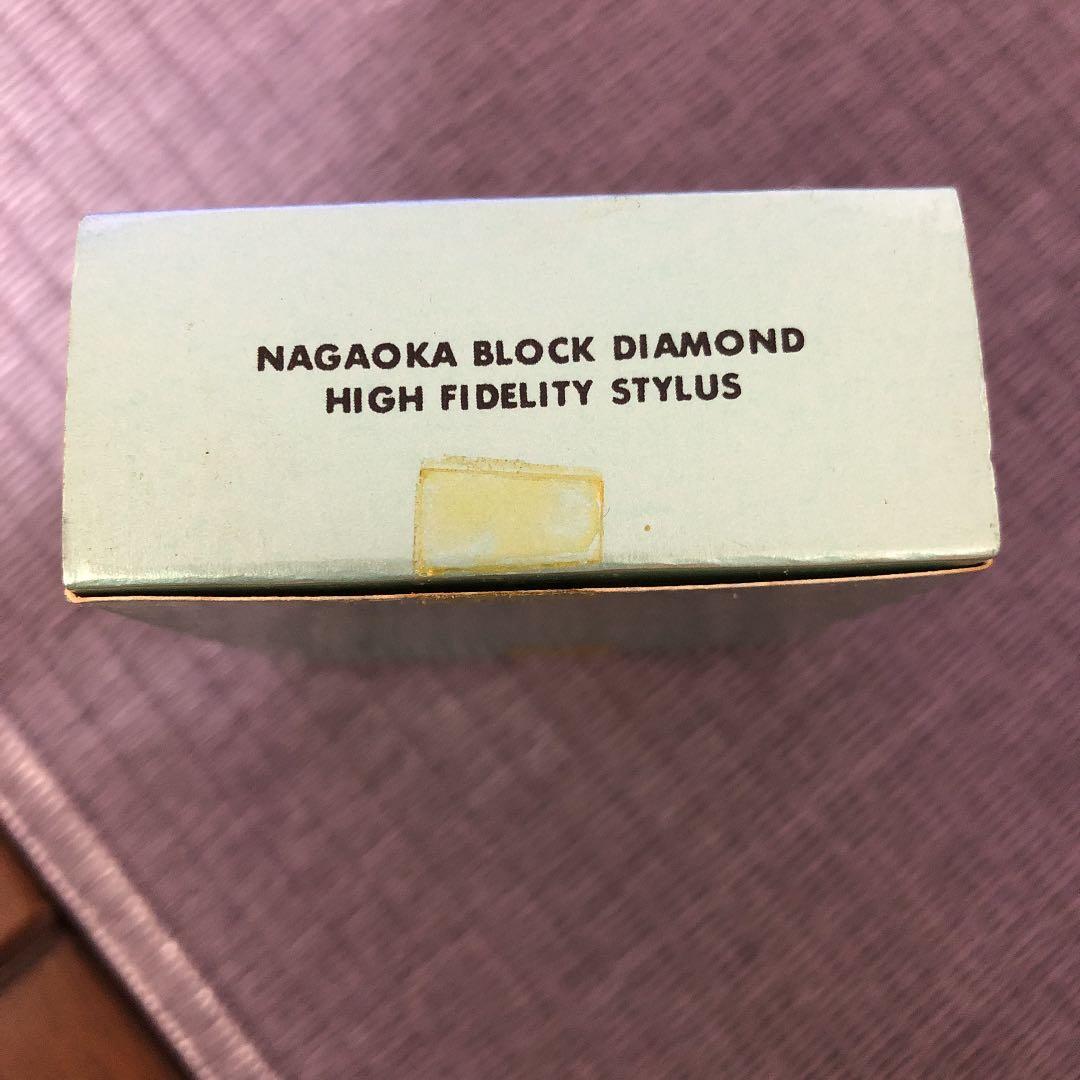 NAGAOKA BLOCK DIAMOND
HIGH FIDELITY STYLUS